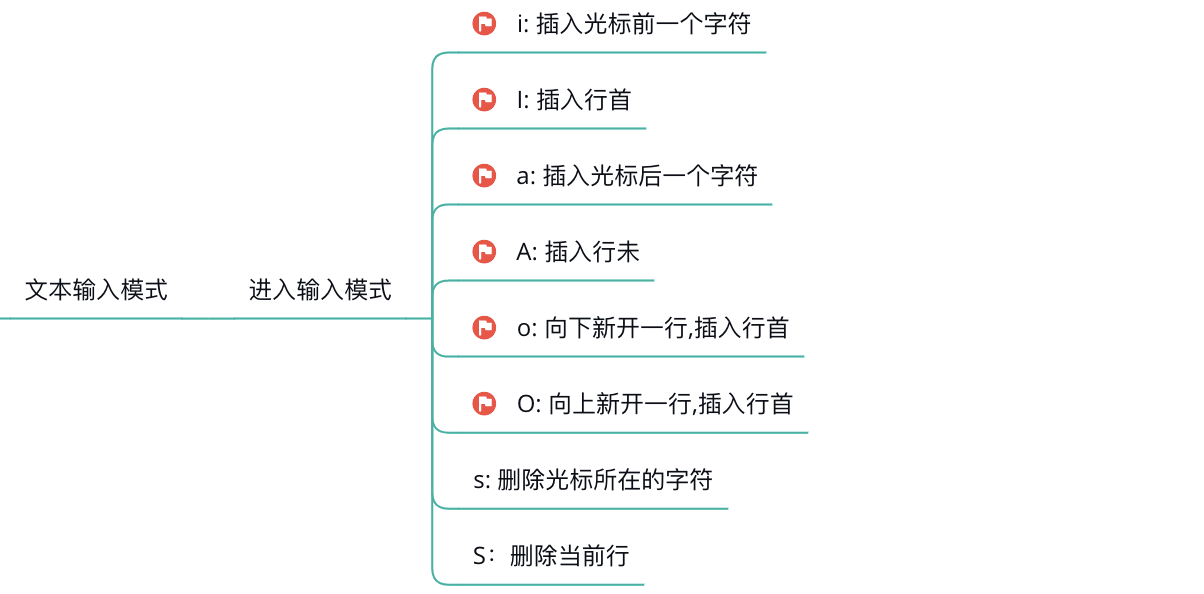 i: 插入光标前一个字符
I: 插入行首
a: 插入光标后一个字符
A: 插入行未
文本输入模式
进入输入模式
o: 向下新开一行,插入行首
O: 向上新开一行,插入行首
s: 删除光标所在的字符
S：删除当前行